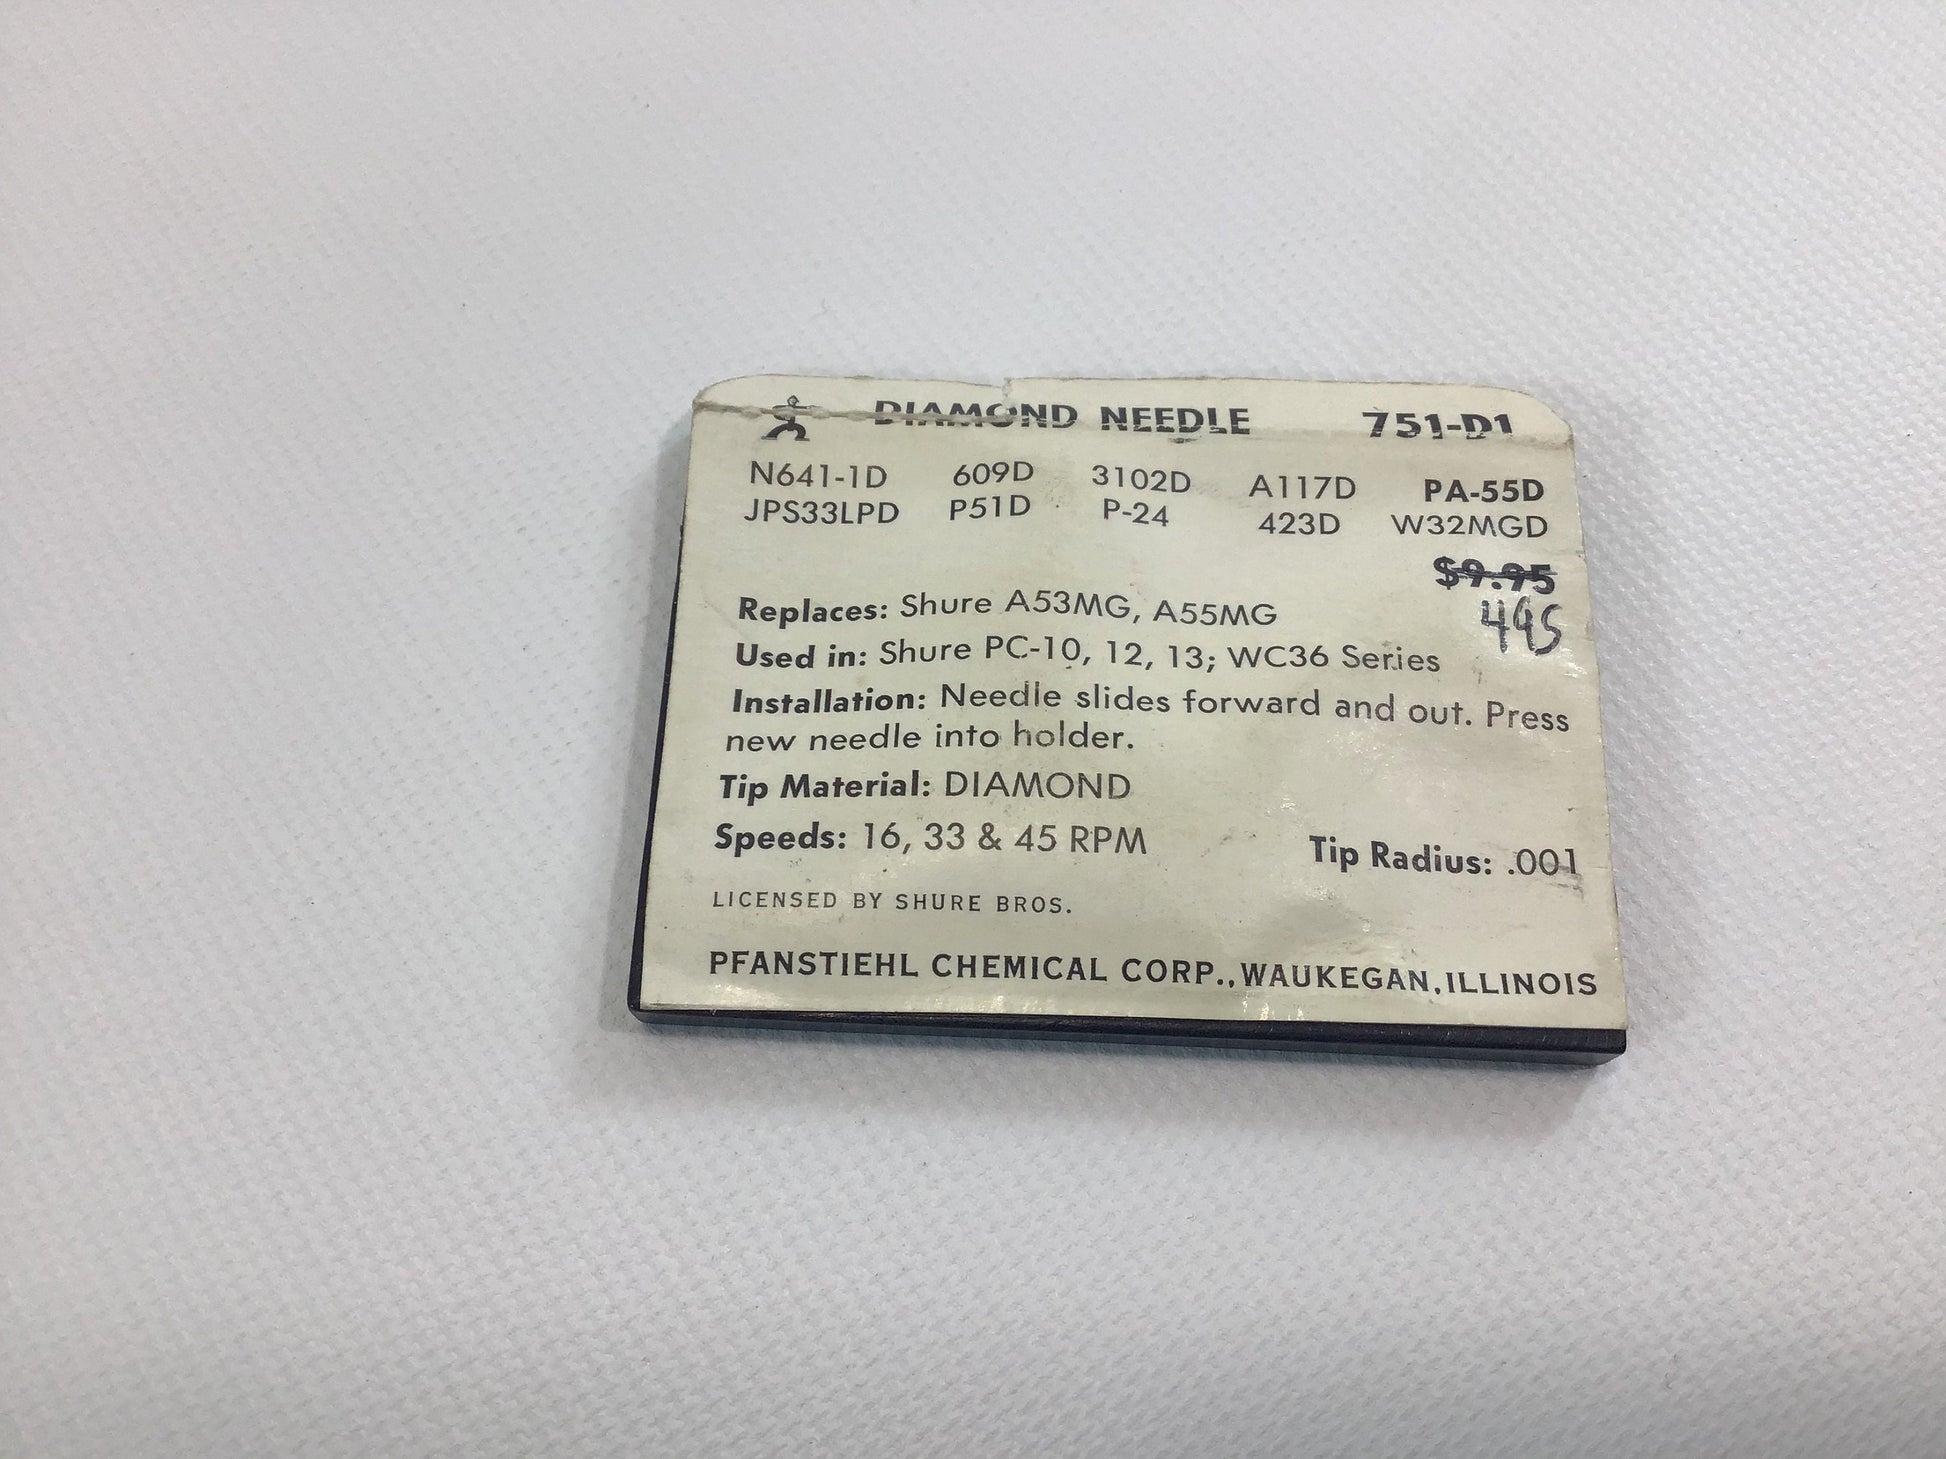 DIAMOND NEEDLE 751-D1
N641-1D 609D 3102D A117D PA-55D
JPS33LPD P51D P-24 423D W32MGD
$9.95
495
Replaces: Shure A53MG, A55MG
Used in: Shure PC-10, 12, 13; WC36 Series
Installation: Needle slides forward and out. Press
new needle into holder.
Tip Material: DIAMOND
Speeds: 16, 33 & 45 RPM Tip Radius: .001
LICENSED BY SHURE BROS.
PFANSTIEHL CHEMICAL CORP., WAUKEGAN, ILLINOIS